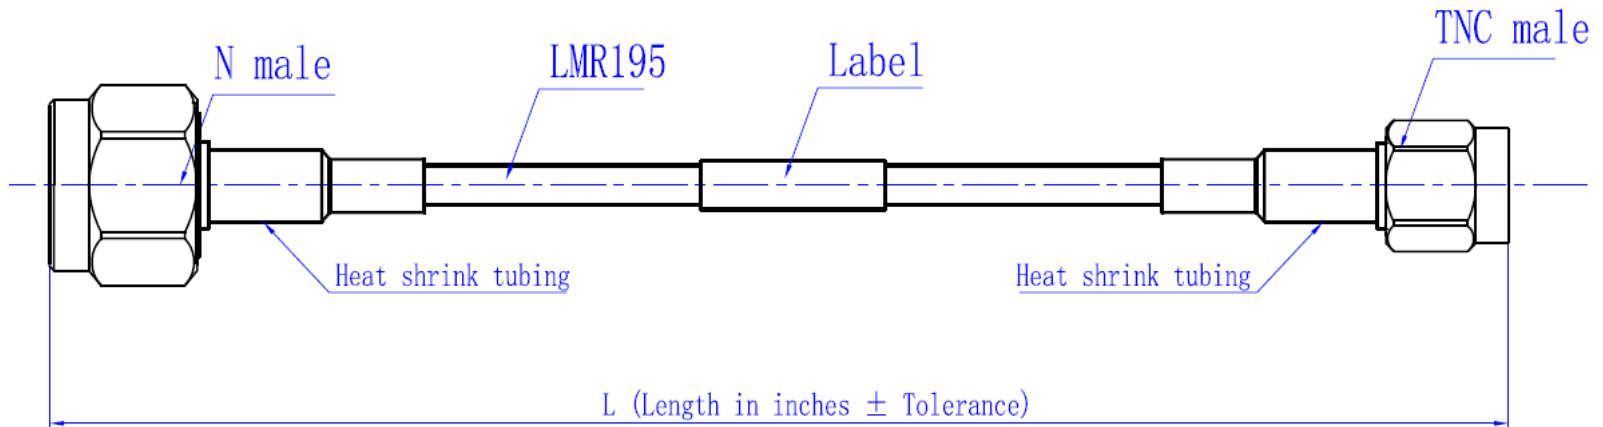 N male
LMR195
Label
TNC male
Heat shrink tubing
Heat shrink tubing
L (Length in inches ± Tolerance)